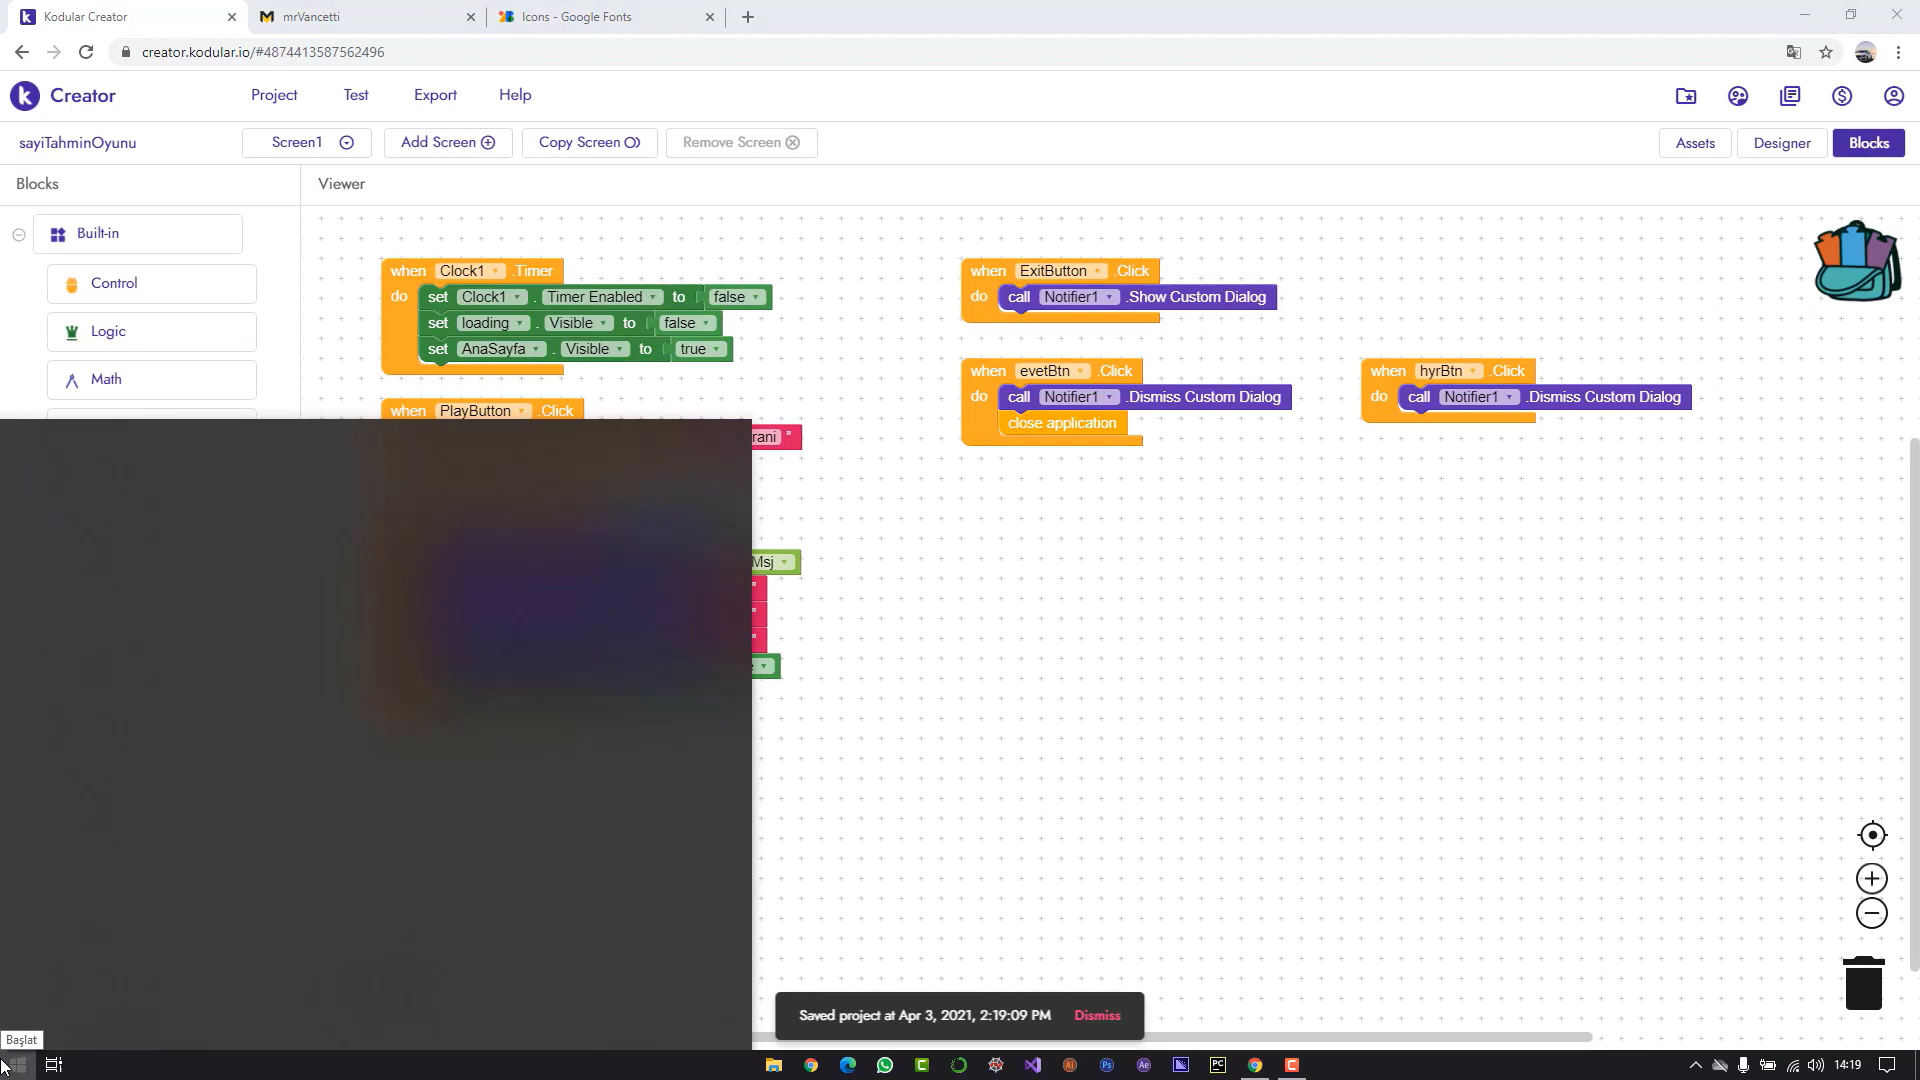 Kodular Creator
mrVancetti
Icons - Google Fonts
creator.kodular.io/#4874413587562496
k Creator Project Test Export Help
sayiTahminOyunu Screen1 Add Screen Copy Screen Remove Screen Assets Designer Blocks
Blocks Viewer
Built-in
Control
Logic
Math
when Clock1 .Timer
do set Clock1 . Timer Enabled to false
set loading . Visible to false
set AnaSayfa . Visible to true
when PlayButton .Click
rani "
Msj
"
"
"
when ExitButton .Click
do call Notifier1 .Show Custom Dialog
when evetBtn .Click
do call Notifier1 .Dismiss Custom Dialog
close application
when hyrBtn .Click
do call Notifier1 .Dismiss Custom Dialog
Saved project at Apr 3, 2021, 2:19:09 PM Dismiss
Başlat
Ai Ps Ae PC C 14:19